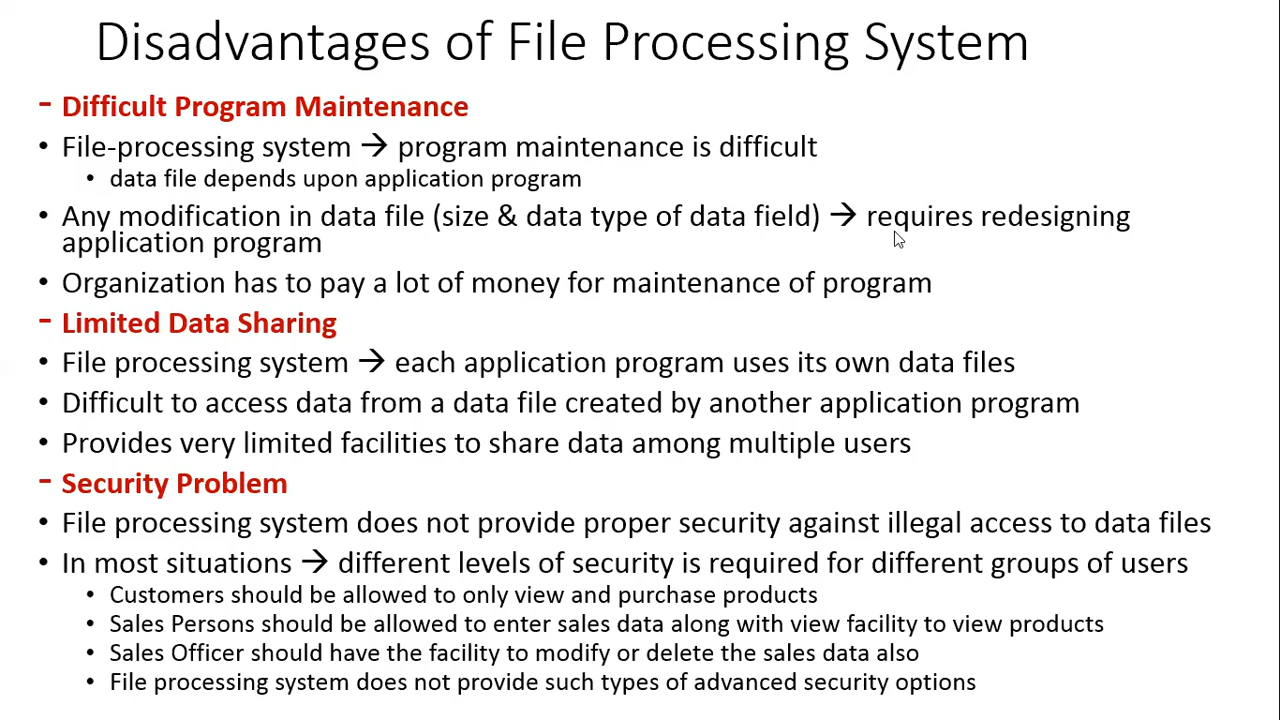 Disadvantages of File Processing System
- Difficult Program Maintenance
• File-processing system → program maintenance is difficult
• data file depends upon application program
• Any modification in data file (size & data type of data field) → requires redesigning
application program
• Organization has to pay a lot of money for maintenance of program
- Limited Data Sharing
• File processing system → each application program uses its own data files
• Difficult to access data from a data file created by another application program
• Provides very limited facilities to share data among multiple users
- Security Problem
• File processing system does not provide proper security against illegal access to data files
• In most situations → different levels of security is required for different groups of users
• Customers should be allowed to only view and purchase products
• Sales Persons should be allowed to enter sales data along with view facility to view products
• Sales Officer should have the facility to modify or delete the sales data also
• File processing system does not provide such types of advanced security options